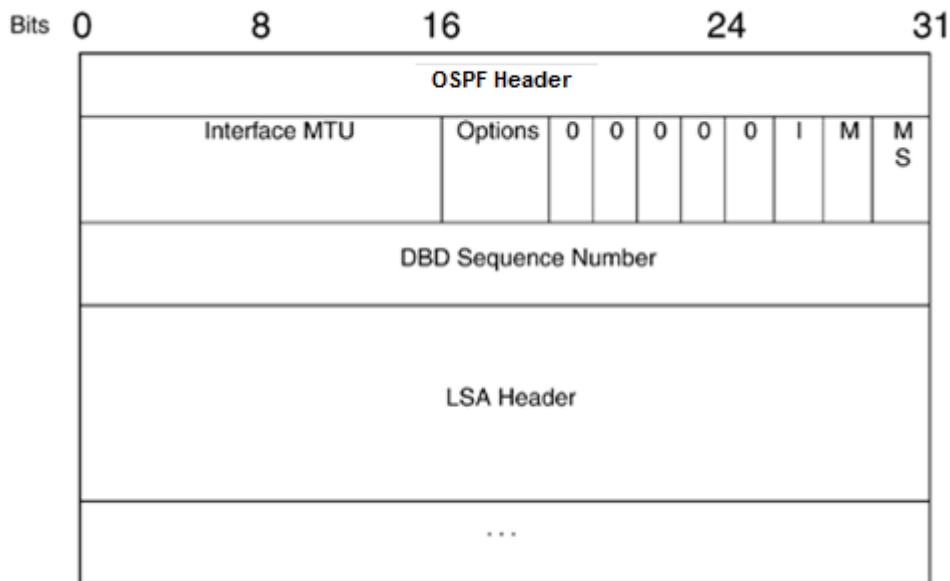 Bits 0 8 16 24 31
OSPF Header
Interface MTU Options 0 0 0 0 0 I M M
S
DBD Sequence Number
LSA Header
...